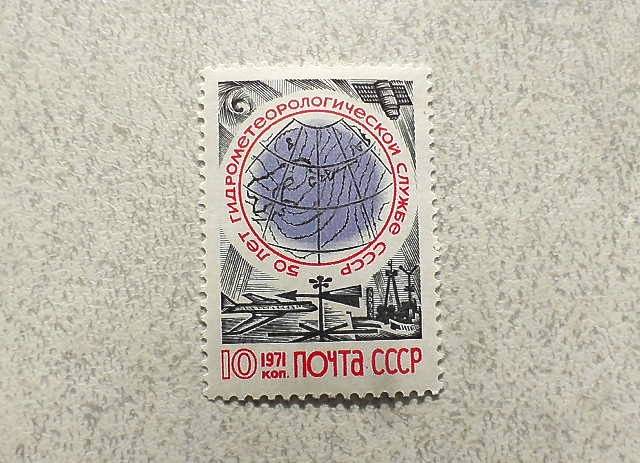 50 ЛЕТ ГИДРОМЕТЕОРОЛОГИЧЕСКОЙ СЛУЖБЕ СССР
10 1971 КОП. ПОЧТА СССР